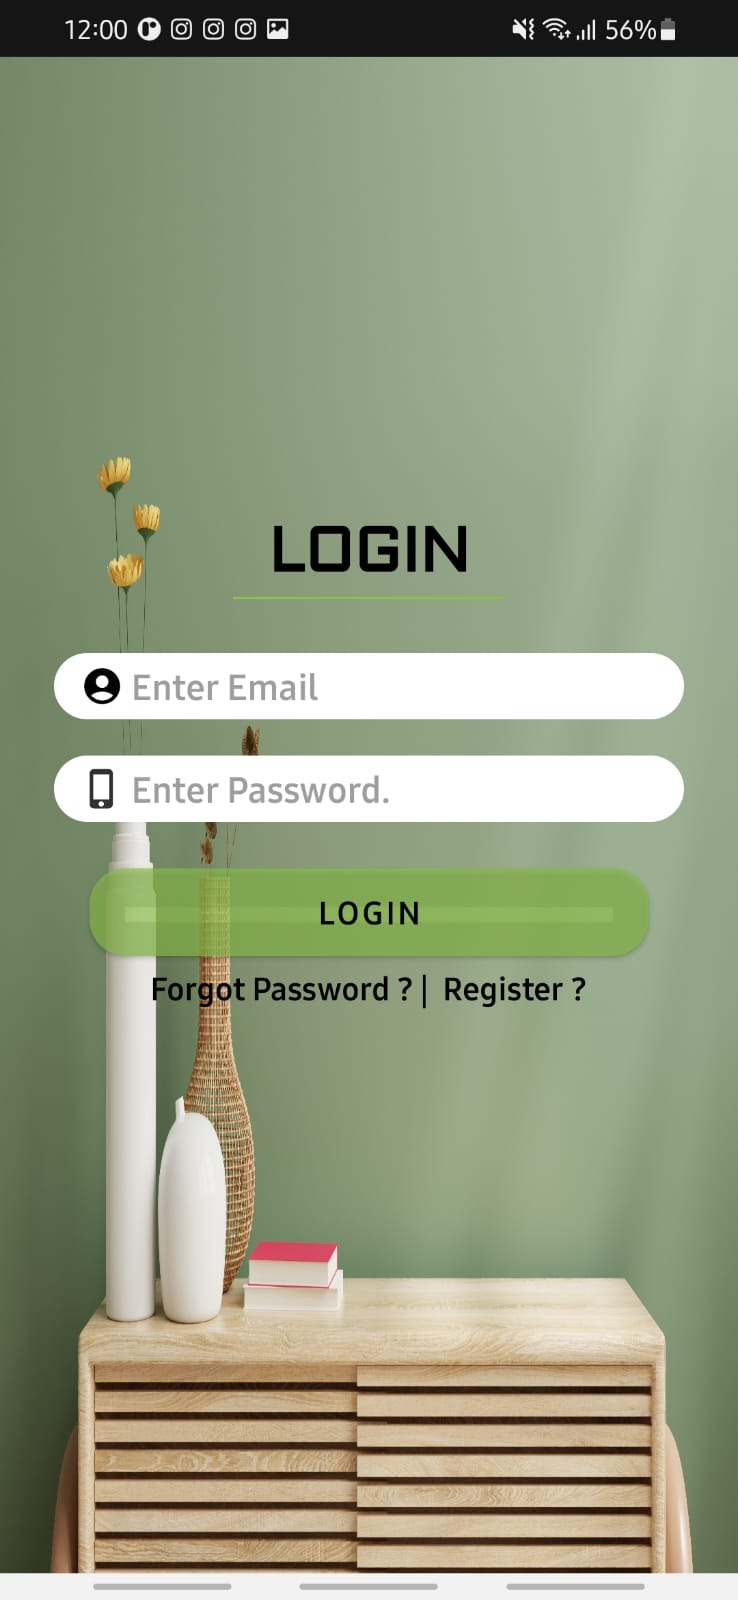 12:00 56%
LOGIN
Enter Email
Enter Password.
LOGIN
Forgot Password ? | Register ?